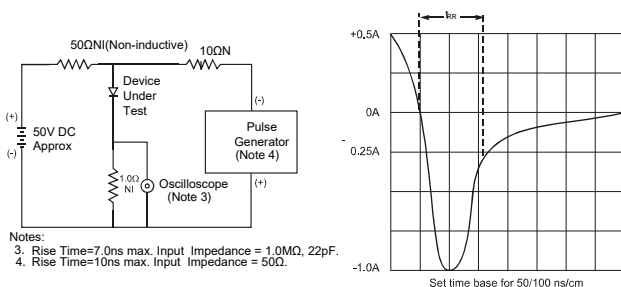 50ΩNI(Non-inductive)
10ΩN
Device
Under
Test
(+)
50V DC
Approx
(-)
(-)
Pulse
Generator
(Note 4)
(+)
1.0Ω
NI
Oscilloscope
(Note 3)
Notes:
3. Rise Time=7.0ns max. Input Impedance = 1.0MΩ, 22pF.
4. Rise Time=10ns max. Input Impedance = 50Ω.
tRR
+0.5A
0A
-
0.25A
-1.0A
Set time base for 50/100 ns/cm